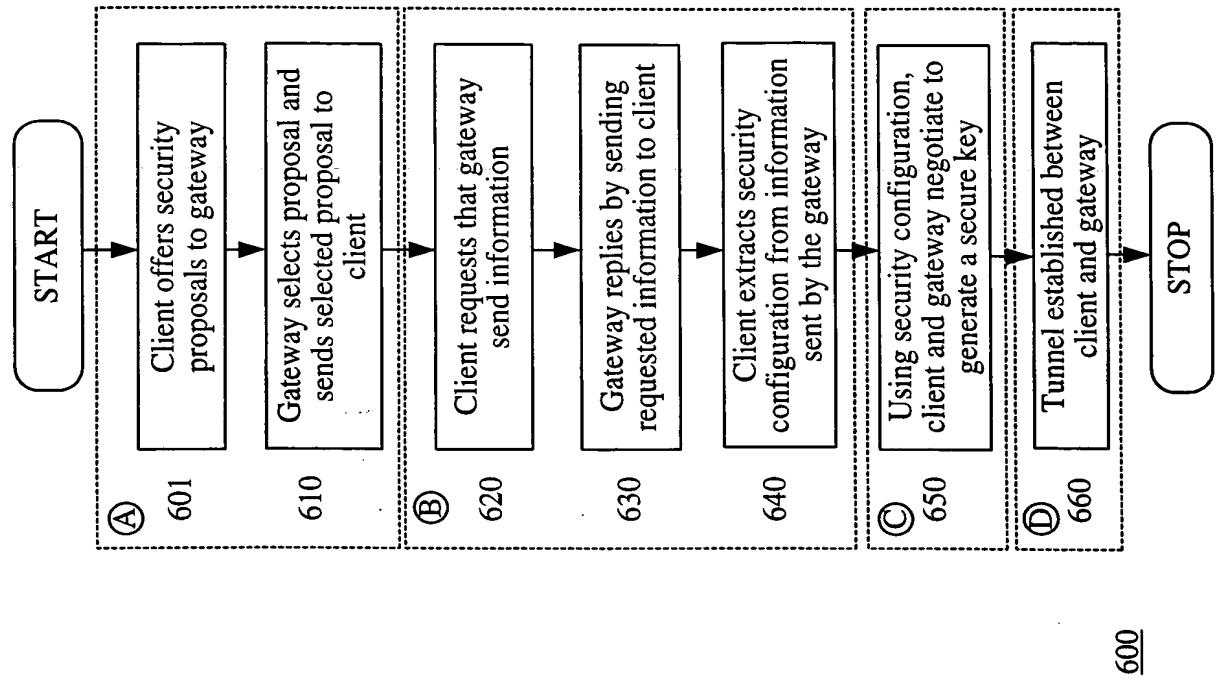 START
Ⓐ
601
Client offers security
proposals to gateway
610
Gateway selects proposal and
sends selected proposal to
client
Ⓑ
620
Client requests that gateway
send information
630
Gateway replies by sending
requested information to client
640
Client extracts security
configuration from information
sent by the gateway
Ⓒ
650
Using security configuration,
client and gateway negotiate to
generate a secure key
Ⓓ
660
Tunnel established between
client and gateway
STOP
600